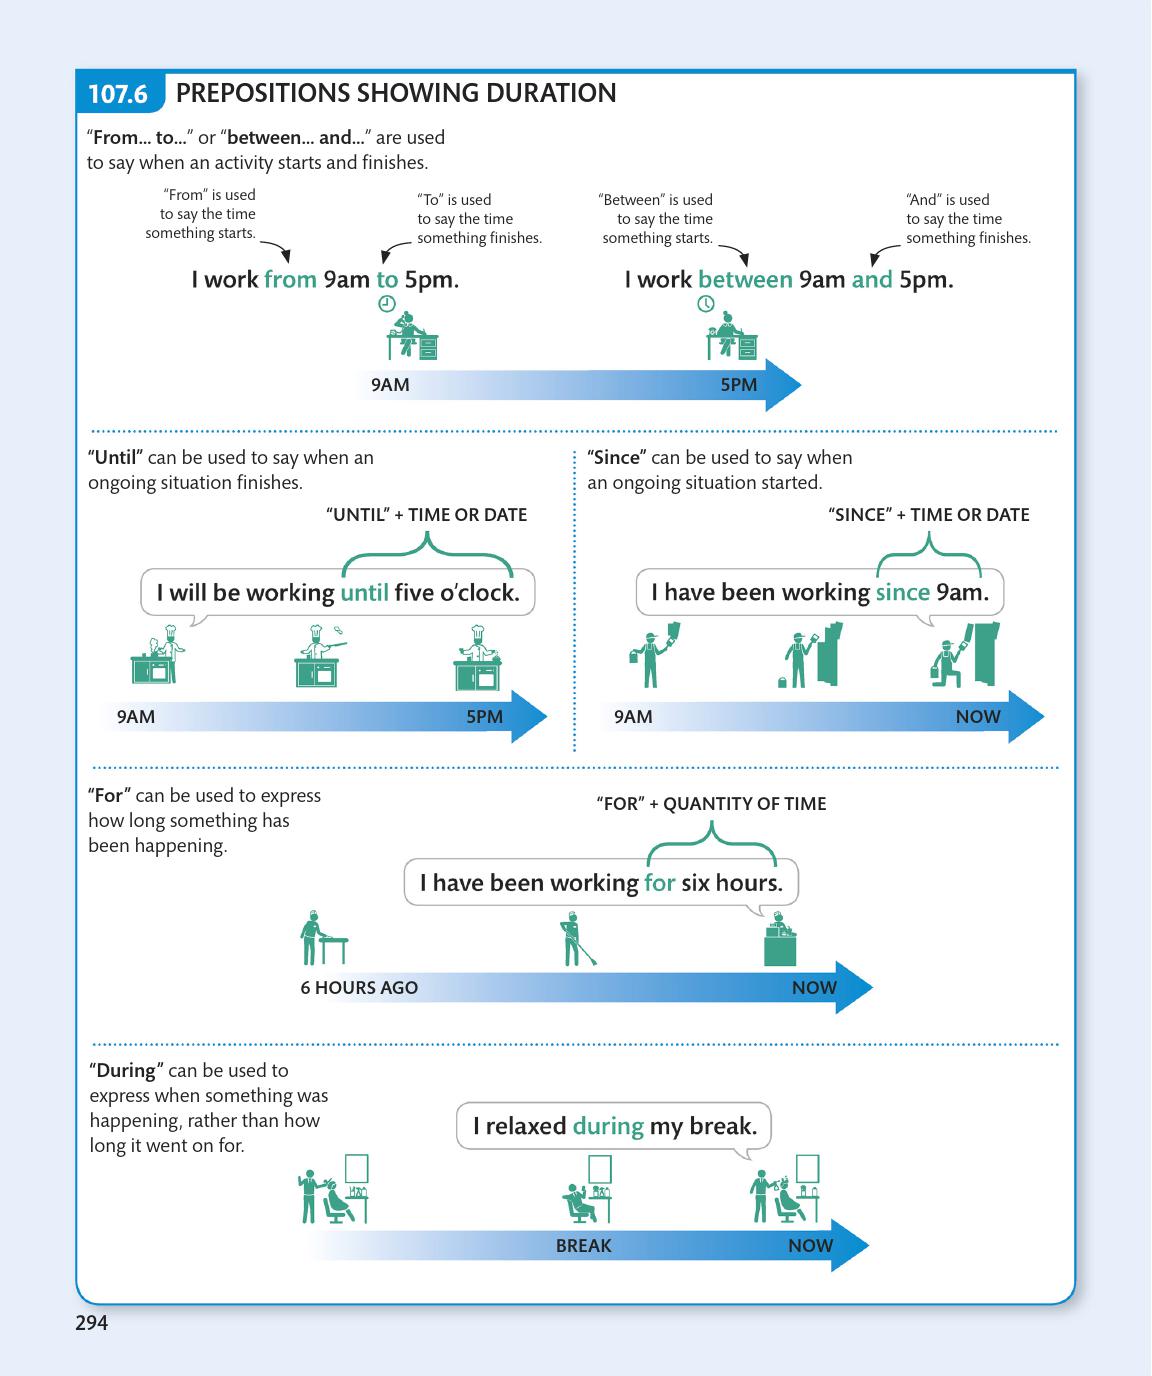 107.6 PREPOSITIONS SHOWING DURATION
“From... to...” or “between... and...” are used
to say when an activity starts and finishes.
“From” is used
to say the time
something starts.
“To” is used
to say the time
something finishes.
“Between” is used
to say the time
something starts.
“And” is used
to say the time
something finishes.
I work from 9am to 5pm.
I work between 9am and 5pm.
9AM 5PM
“Until” can be used to say when an
ongoing situation finishes.
“UNTIL” + TIME OR DATE
I will be working until five o’clock.
9AM 5PM
“Since” can be used to say when
an ongoing situation started.
“SINCE” + TIME OR DATE
I have been working since 9am.
9AM NOW
“For” can be used to express
how long something has
been happening.
“FOR” + QUANTITY OF TIME
I have been working for six hours.
6 HOURS AGO NOW
“During” can be used to
express when something was
happening, rather than how
long it went on for.
I relaxed during my break.
BREAK NOW
294